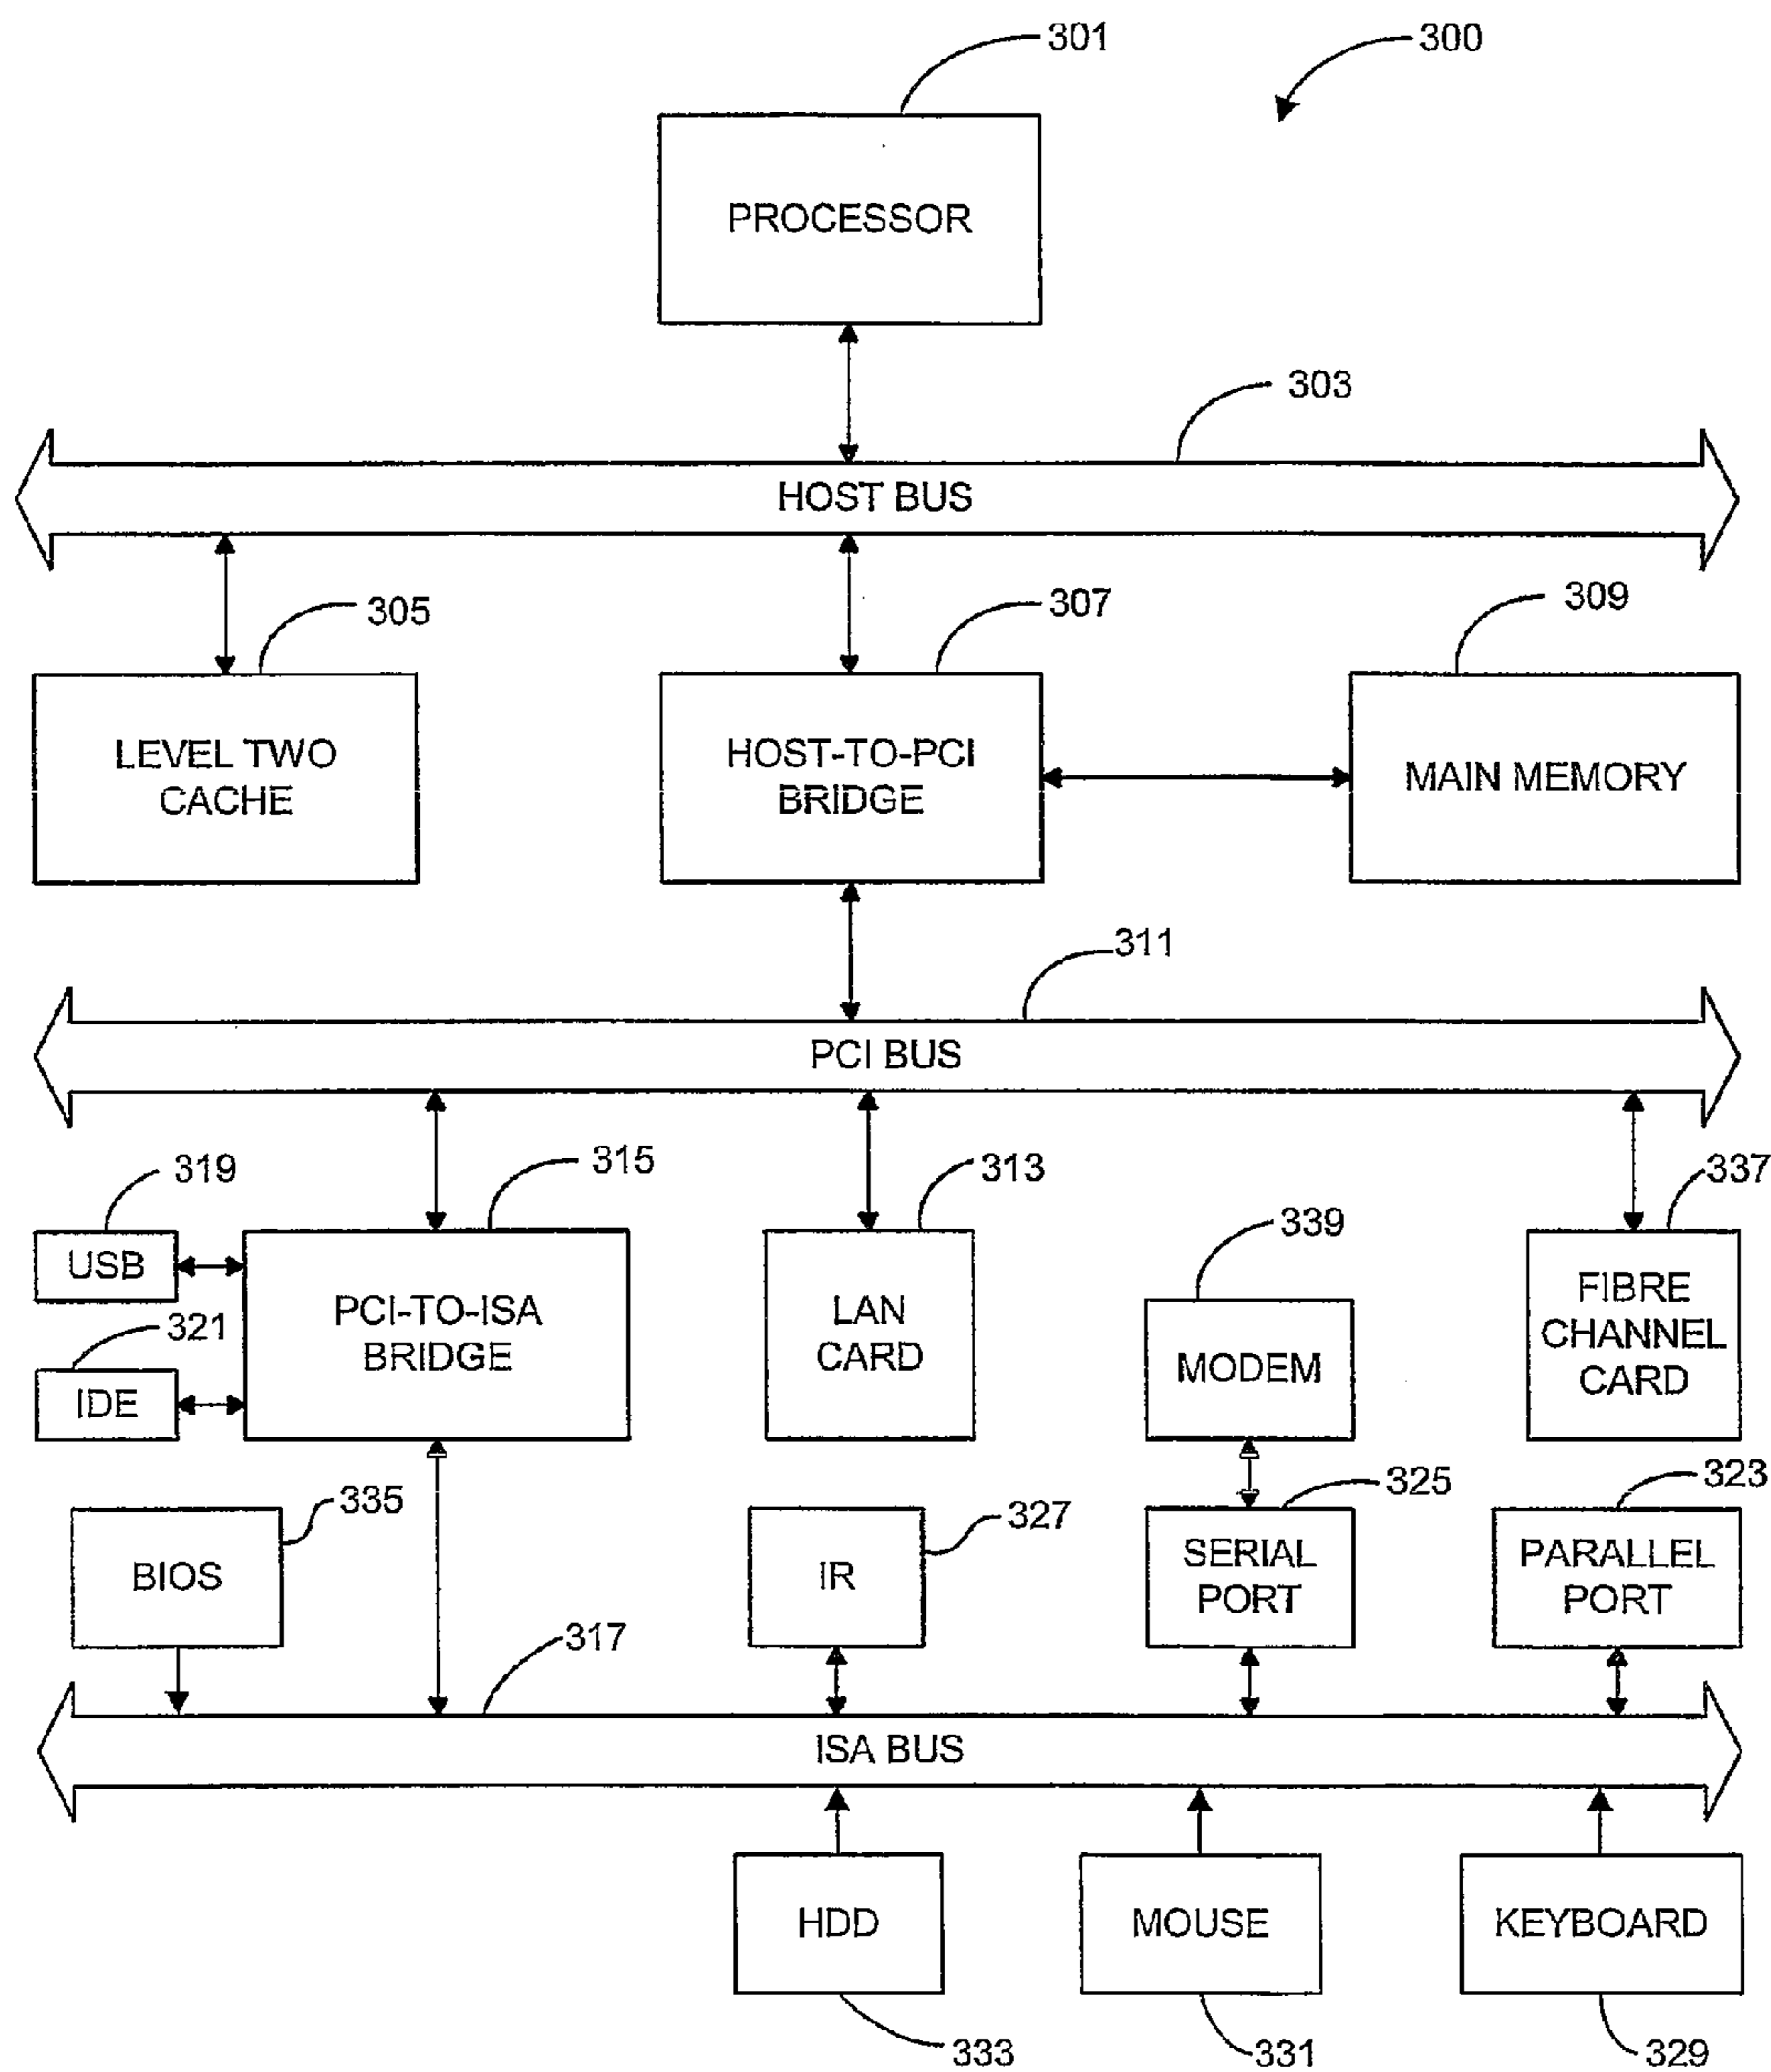 301
300
PROCESSOR
303
HOST BUS
305
307
309
LEVEL TWO
CACHE
HOST-TO-PCI
BRIDGE
MAIN MEMORY
311
PCI BUS
319
315
313
337
339
USB
PCI-TO-ISA
BRIDGE
LAN
CARD
FIBRE
CHANNEL
CARD
321
MODEM
IDE
335
327
325
323
BIOS
IR
SERIAL
PORT
PARALLEL
PORT
317
ISA BUS
HDD
MOUSE
KEYBOARD
333
331
329